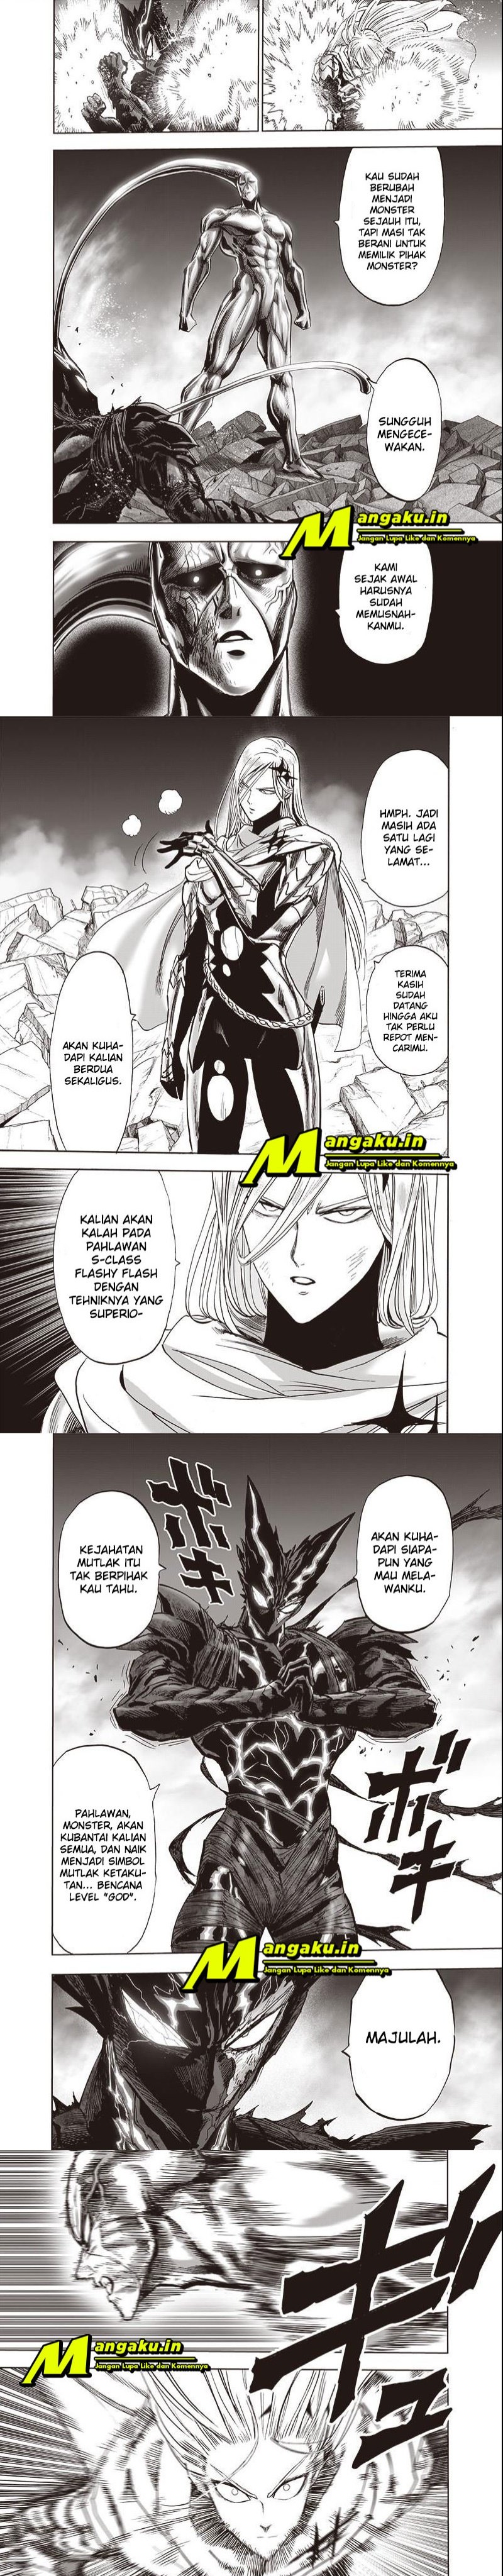 KAU SUDAH
BERUBAH
MENJADI
MONSTER
SEJAUH ITU,
TAPI MASI TAK
BERANI UNTUK
MEMILIK PIHAK
MONSTER?
SUNGGUH
MENGECE-
WAKAN.
Mangaku.in
Jangan Lupa Like dan Komennya
KAMI
SEJAK AWAL
HARUSNYA
SUDAH
MEMUSNAH-
KANMU.
HMPH. JADI
MASIH ADA
SATU LAGI
YANG SE-
LAMAT...
TERIMA
KASIH
SUDAH
DATANG
HINGGA AKU
TAK PERLU
REPOT MEN-
CARIMU.
AKAN KUHA-
DAPI KALIAN
BERDUA
SEKALIGUS.
Mangaku.in
Jangan Lupa Like dan Komennya
KALIAN AKAN
KALAH PADA
PAHLAWAN
S-CLASS
FLASHY FLASH
DENGAN
TEHNIKNYA YANG
SUPERIO-
AKAN KUHA-
DAPI SIAPA-
PUN YANG
MAU MELA-
WANKU.
ボキ
KEJAHATAN
MUTLAK ITU
TAK BERPIHAK
KAU TAHU.
ボキ
PAHLAWAN,
MONSTER, AKAN
KUBANTAI KALIAN
SEMUA, DAN NAIK
MENJADI SIMBOL
MUTLAK KETAKU-
TAN... BENCANA
LEVEL "GOD".
Mangaku.in
Jangan Lupa Like dan Komennya
MAJULAH.
ギュ
Mangaku.in
Jangan Lupa Like dan Komennya